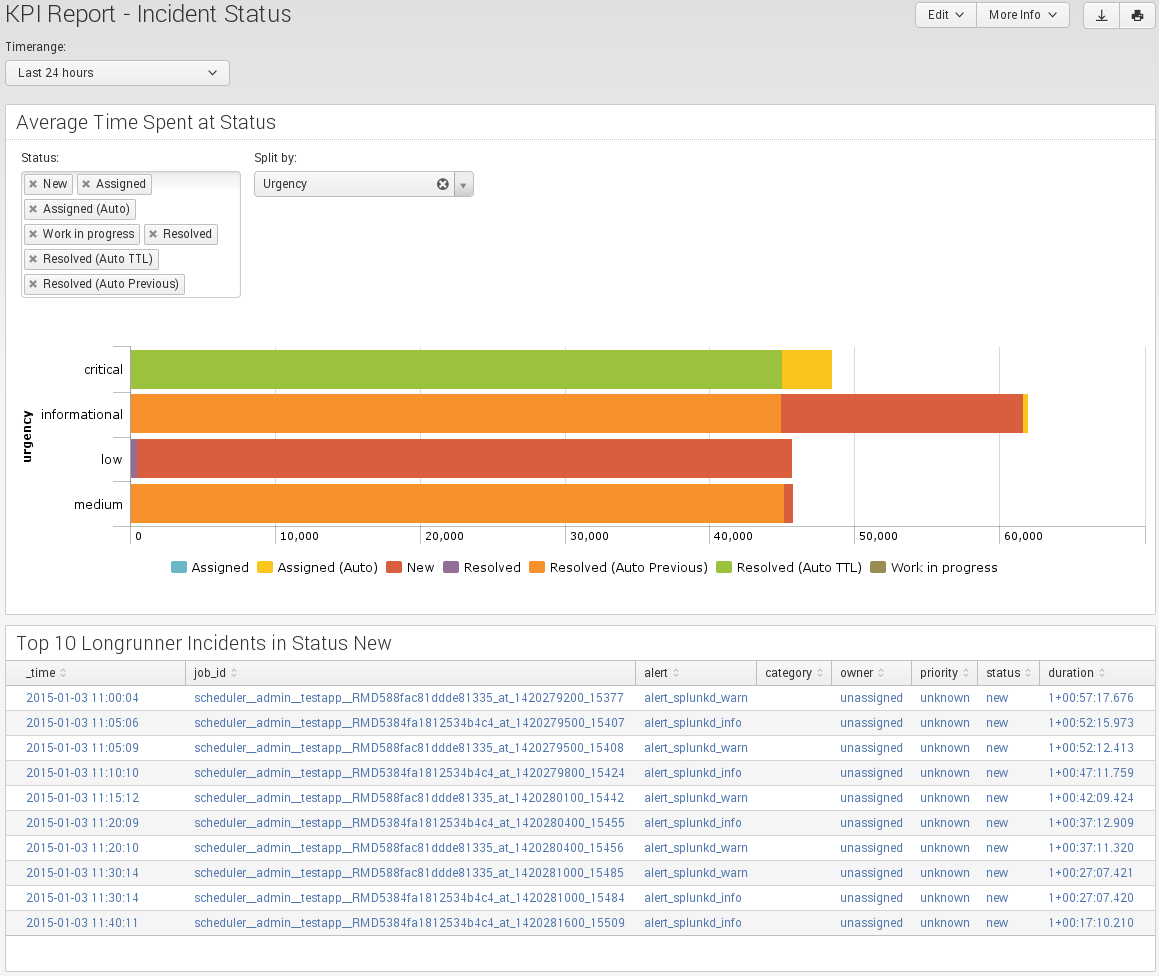 KPI Report - Incident Status
Edit More Info
Timerange:
Last 24 hours
Average Time Spent at Status
Status: Split by:
New Assigned Urgency
Assigned (Auto)
Work in progress Resolved
Resolved (Auto TTL)
Resolved (Auto Previous)
urgency
critical
informational
low
medium
0 10,000 20,000 30,000 40,000 50,000 60,000
Assigned Assigned (Auto) New Resolved Resolved (Auto Previous) Resolved (Auto TTL) Work in progress
Top 10 Longrunner Incidents in Status New
_time job_id alert category owner priority status duration
2015-01-03 11:00:04 scheduler__admin__testapp__RMD588fac81ddde81335_at_1420279200_15377 alert_splunkd_warn unassigned unknown new 1+00:57:17.676
2015-01-03 11:05:06 scheduler__admin__testapp__RMD5384fa1812534b4c4_at_1420279500_15407 alert_splunkd_info unassigned unknown new 1+00:52:15.973
2015-01-03 11:05:09 scheduler__admin__testapp__RMD588fac81ddde81335_at_1420279500_15408 alert_splunkd_warn unassigned unknown new 1+00:52:12.413
2015-01-03 11:10:10 scheduler__admin__testapp__RMD5384fa1812534b4c4_at_1420279800_15424 alert_splunkd_info unassigned unknown new 1+00:47:11.759
2015-01-03 11:15:12 scheduler__admin__testapp__RMD588fac81ddde81335_at_1420280100_15442 alert_splunkd_warn unassigned unknown new 1+00:42:09.424
2015-01-03 11:20:09 scheduler__admin__testapp__RMD5384fa1812534b4c4_at_1420280400_15455 alert_splunkd_info unassigned unknown new 1+00:37:12.909
2015-01-03 11:20:10 scheduler__admin__testapp__RMD588fac81ddde81335_at_1420280400_15456 alert_splunkd_warn unassigned unknown new 1+00:37:11.320
2015-01-03 11:30:14 scheduler__admin__testapp__RMD588fac81ddde81335_at_1420281000_15485 alert_splunkd_warn unassigned unknown new 1+00:27:07.421
2015-01-03 11:30:14 scheduler__admin__testapp__RMD5384fa1812534b4c4_at_1420281000_15484 alert_splunkd_info unassigned unknown new 1+00:27:07.420
2015-01-03 11:40:11 scheduler__admin__testapp__RMD5384fa1812534b4c4_at_1420281600_15509 alert_splunkd_info unassigned unknown new 1+00:17:10.210